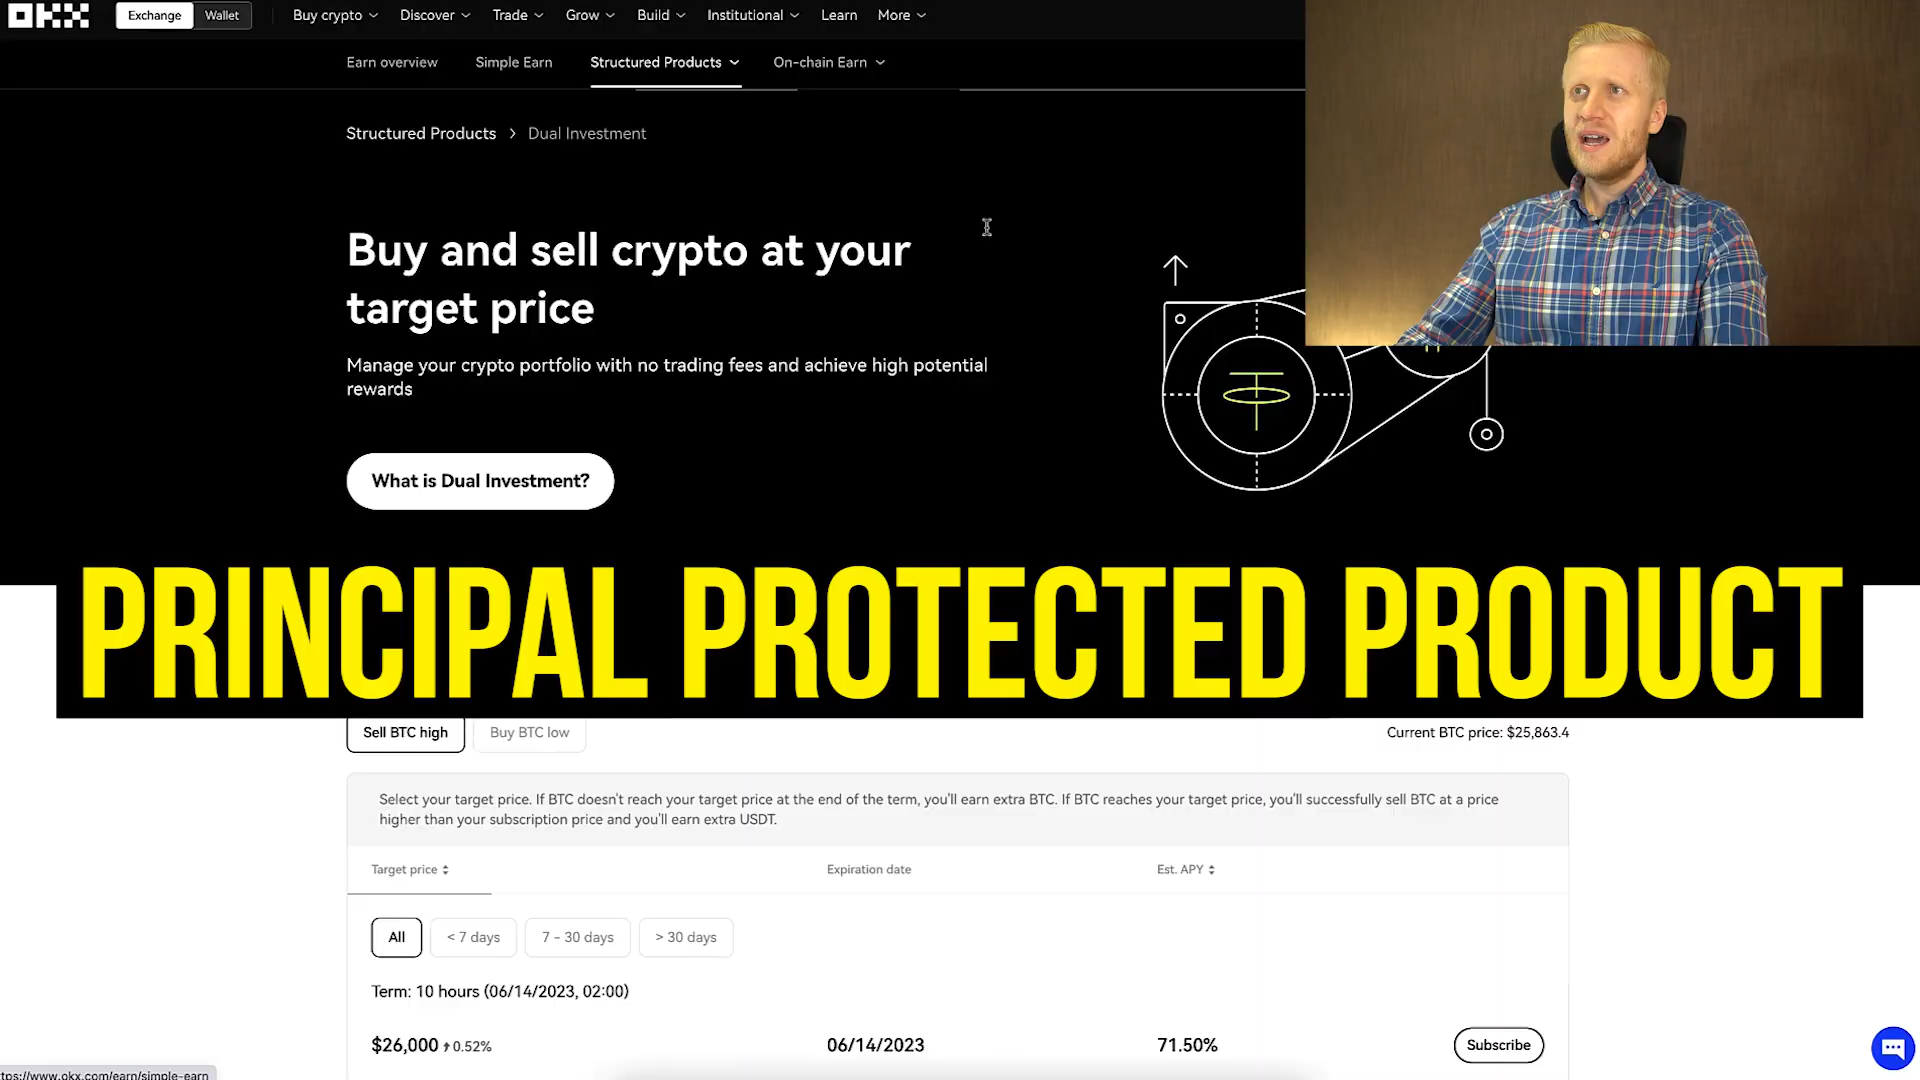 OKX Exchange Wallet Buy crypto Discover Trade Grow Build Institutional Learn More
Earn overview Simple Earn Structured Products On-chain Earn
Structured Products > Dual Investment
Buy and sell crypto at your
target price
Manage your crypto portfolio with no trading fees and achieve high potential
rewards
What is Dual Investment?
PRINCIPAL PROTECTED PRODUCT
Sell BTC high Buy BTC low Current BTC price: $25,863.4
Select your target price. If BTC doesn't reach your target price at the end of the term, you'll earn extra BTC. If BTC reaches your target price, you'll successfully sell BTC at a price
higher than your subscription price and you'll earn extra USDT.
Target price Expiration date Est. APY
All < 7 days 7 - 30 days > 30 days
Term: 10 hours (06/14/2023, 02:00)
$26,000 0.52% 06/14/2023 71.50% Subscribe
tps://www.okx.com/earn/simple-earn